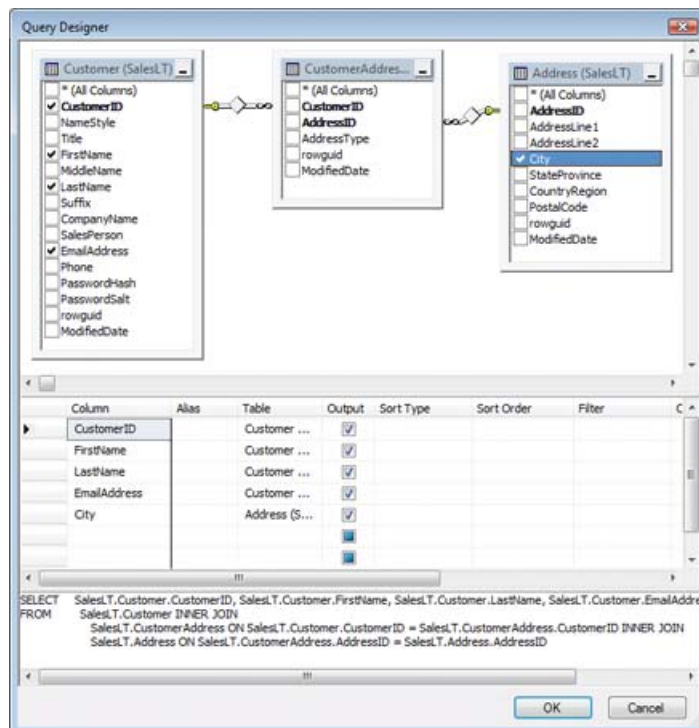 Query Designer
Customer (SalesLT)
* (All Columns)
CustomerID
NameStyle
Title
FirstName
MiddleName
LastName
Suffix
CompanyName
SalesPerson
EmailAddress
Phone
PasswordHash
PasswordSalt
rowguid
ModifiedDate
CustomerAddres...
* (All Columns)
CustomerID
AddressID
AddressType
rowguid
ModifiedDate
Address (SalesLT)
* (All Columns)
AddressID
AddressLine1
AddressLine2
City
StateProvince
CountryRegion
PostalCode
rowguid
ModifiedDate
Column Alias Table Output Sort Type Sort Order Filter C
CustomerID Customer ...
FirstName Customer ...
LastName Customer ...
EmailAddress Customer ...
City Address (S...
SELECT SalesLT.Customer.CustomerID, SalesLT.Customer.FirstName, SalesLT.Customer.LastName, SalesLT.Customer.EmailAddre
FROM SalesLT.Customer INNER JOIN
SalesLT.CustomerAddress ON SalesLT.Customer.CustomerID = SalesLT.CustomerAddress.CustomerID INNER JOIN
SalesLT.Address ON SalesLT.CustomerAddress.AddressID = SalesLT.Address.AddressID
OK Cancel